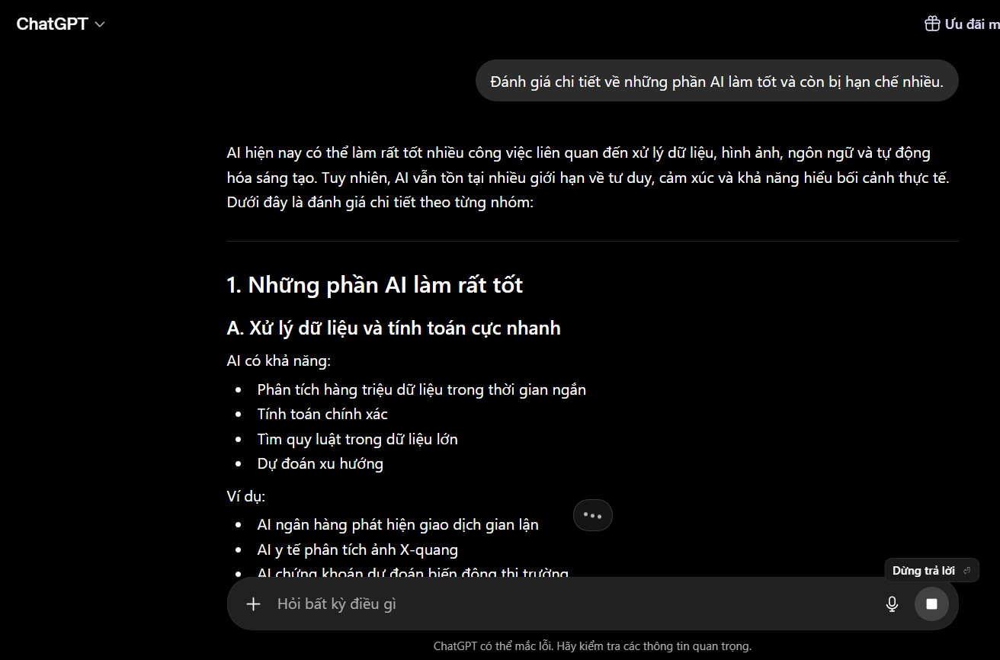 ChatGPT
Ưu đãi m
Đánh giá chi tiết về những phần AI làm tốt và còn bị hạn chế nhiều.
AI hiện nay có thể làm rất tốt nhiều công việc liên quan đến xử lý dữ liệu, hình ảnh, ngôn ngữ và tự động
hóa sáng tạo. Tuy nhiên, AI vẫn tồn tại nhiều giới hạn về tư duy, cảm xúc và khả năng hiểu bối cảnh thực tế.
Dưới đây là đánh giá chi tiết theo từng nhóm:
1. Những phần AI làm rất tốt
A. Xử lý dữ liệu và tính toán cực nhanh
AI có khả năng:
• Phân tích hàng triệu dữ liệu trong thời gian ngắn
• Tính toán chính xác
• Tìm quy luật trong dữ liệu lớn
• Dự đoán xu hướng
Ví dụ:
• AI ngân hàng phát hiện giao dịch gian lận
• AI y tế phân tích ảnh X-quang
• AI chứng khoán dự đoán biến động thị trường
Dừng trả lời
Hỏi bất kỳ điều gì
ChatGPT có thể mắc lỗi. Hãy kiểm tra các thông tin quan trọng.